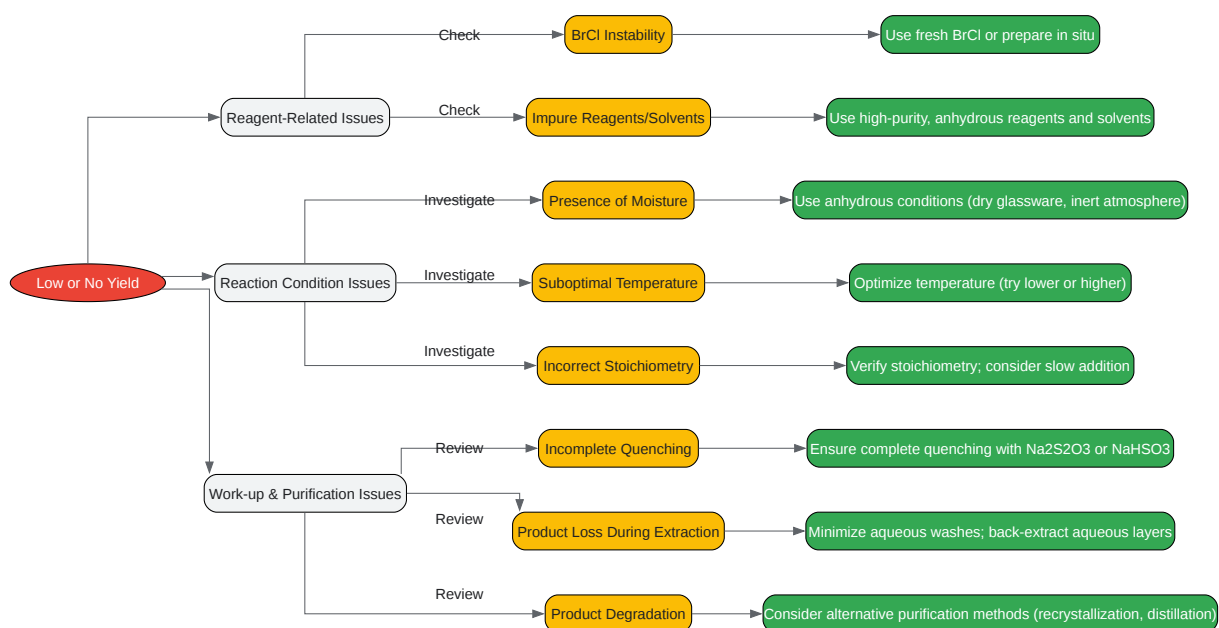 Check
BrCl Instability
Use fresh BrCl or prepare in situ
Reagent-Related Issues
Check
Impure Reagents/Solvents
Use high-purity, anhydrous reagents and solvents
Investigate
Presence of Moisture
Use anhydrous conditions (dry glassware, inert atmosphere)
Low or No Yield
Reaction Condition Issues
Investigate
Suboptimal Temperature
Optimize temperature (try lower or higher)
Investigate
Incorrect Stoichiometry
Verify stoichiometry; consider slow addition
Review
Incomplete Quenching
Ensure complete quenching with Na2S2O3 or NaHSO3
Work-up & Purification Issues
Review
Product Loss During Extraction
Minimize aqueous washes; back-extract aqueous layers
Review
Product Degradation
Consider alternative purification methods (recrystallization, distillation)